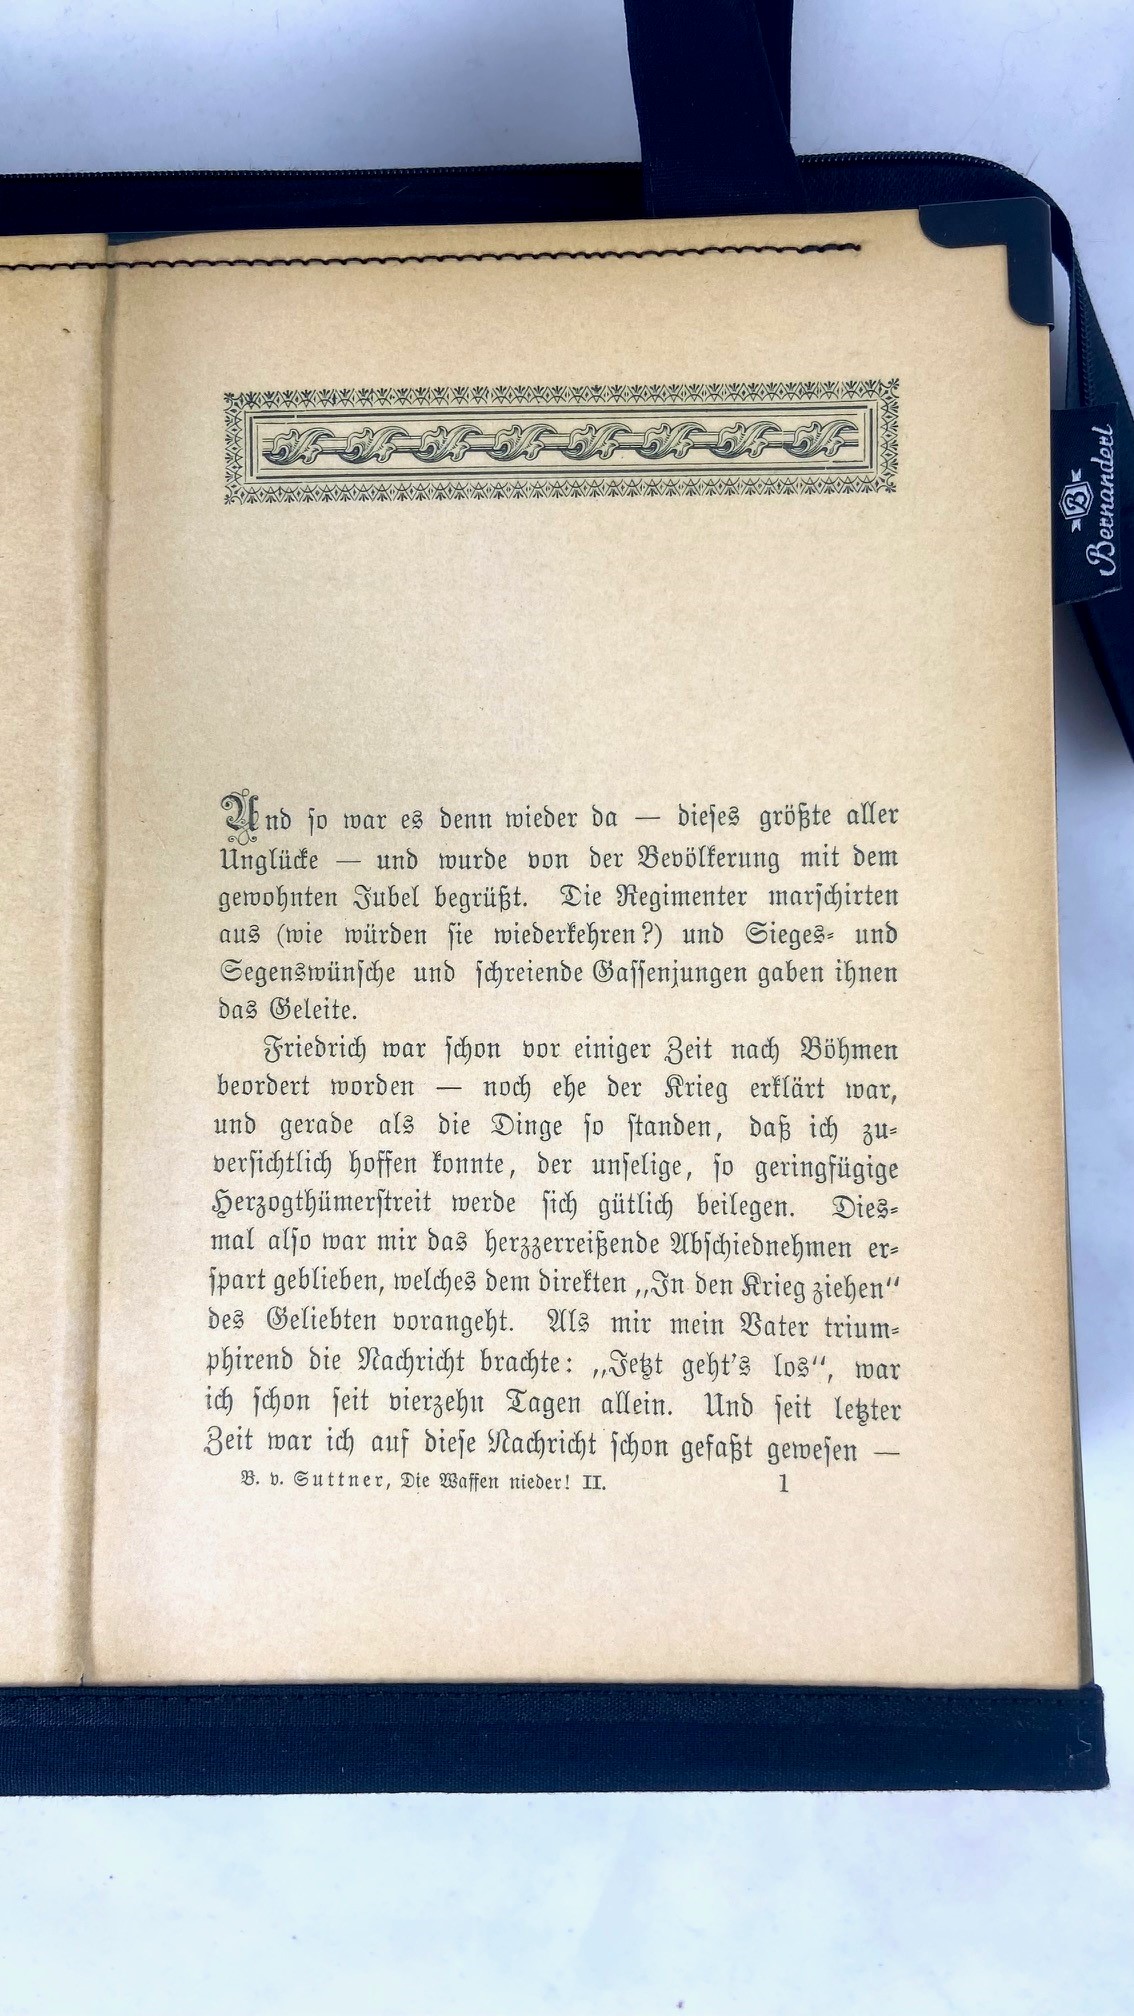 Und so war es denn wieder da — dieses größte aller
Unglücke — und wurde von der Bevölkerung mit dem
gewohnten Jubel begrüßt. Die Regimenter marschirten
aus (wie würden sie wiederkehren?) und Sieges- und
Segenswünsche und schreiende Gassenjungen gaben ihnen
das Geleite.
Friedrich war schon vor einiger Zeit nach Böhmen
beordert worden — noch ehe der Krieg erklärt war,
und gerade als die Dinge so standen, daß ich zu-
versichtlich hoffen konnte, der unselige, so geringfügige
Herzogthümerstreit werde sich gütlich beilegen. Dies-
mal also war mir das herzzerreißende Abschiednehmen er-
spart geblieben, welches dem direkten „In den Krieg ziehen“
des Geliebten vorangeht. Als mir mein Vater trium-
phirend die Nachricht brachte: „Jetzt geht's los“, war
ich schon seit vierzehn Tagen allein. Und seit letzter
Zeit war ich auf diese Nachricht schon gefaßt gewesen —
B. v. Suttner, Die Waffen nieder! II. 1
B Bernanderl